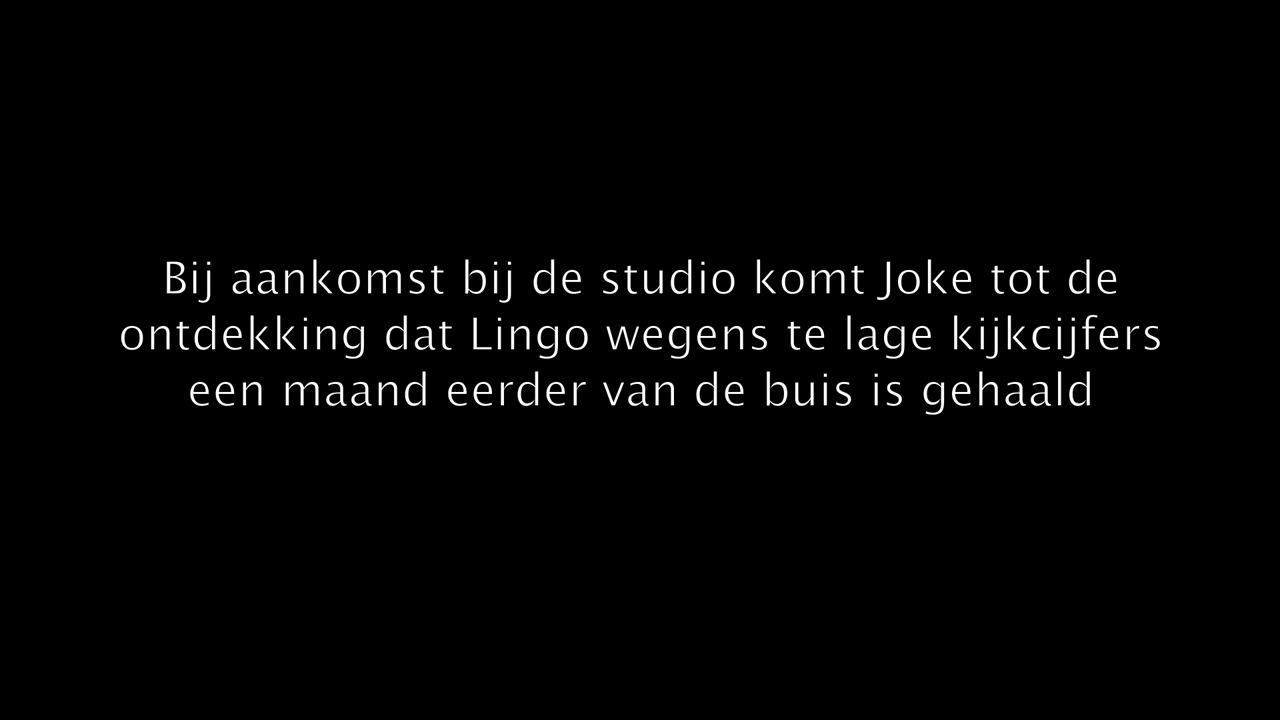 Bij aankomst bij de studio komt Joke tot de
ontdekking dat Lingo wegens te lage kijkcijfers
een maand eerder van de buis is gehaald